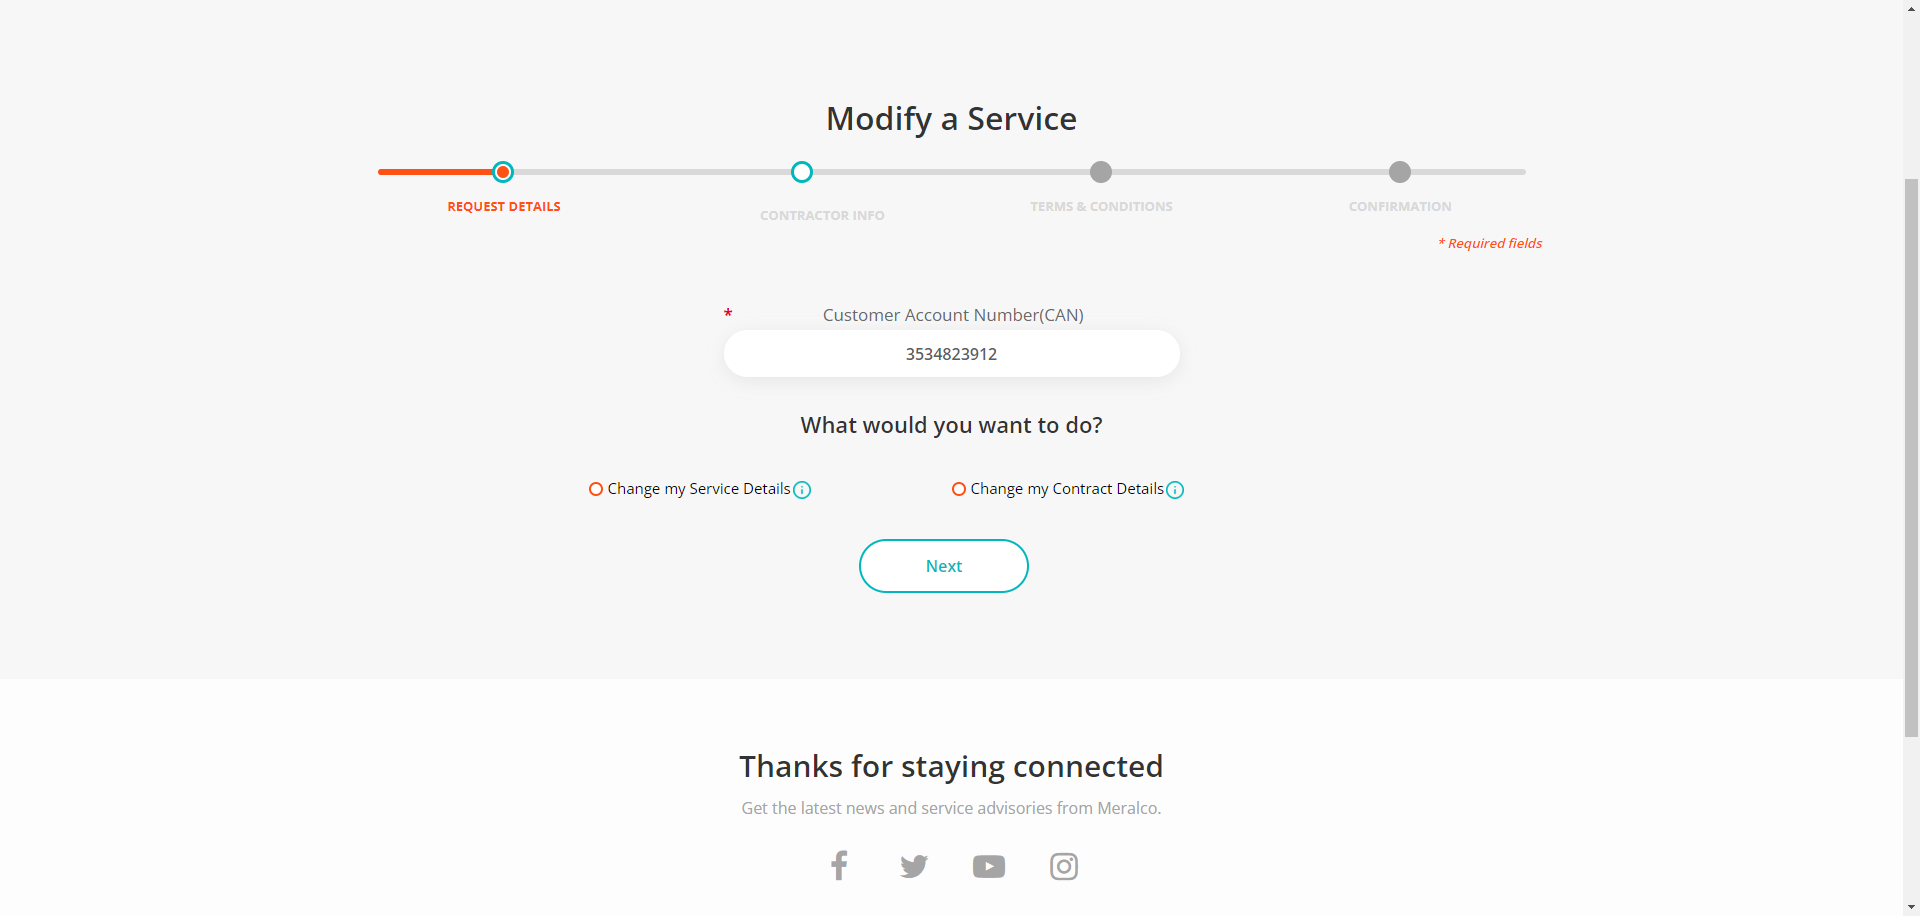 Modify a Service
REQUEST DETAILS
CONTRACTOR INFO
TERMS & CONDITIONS
CONFIRMATION
* Required fields
* Customer Account Number(CAN)
3534823912
What would you want to do?
Change my Service Details
Change my Contract Details
Next
Thanks for staying connected
Get the latest news and service advisories from Meralco.